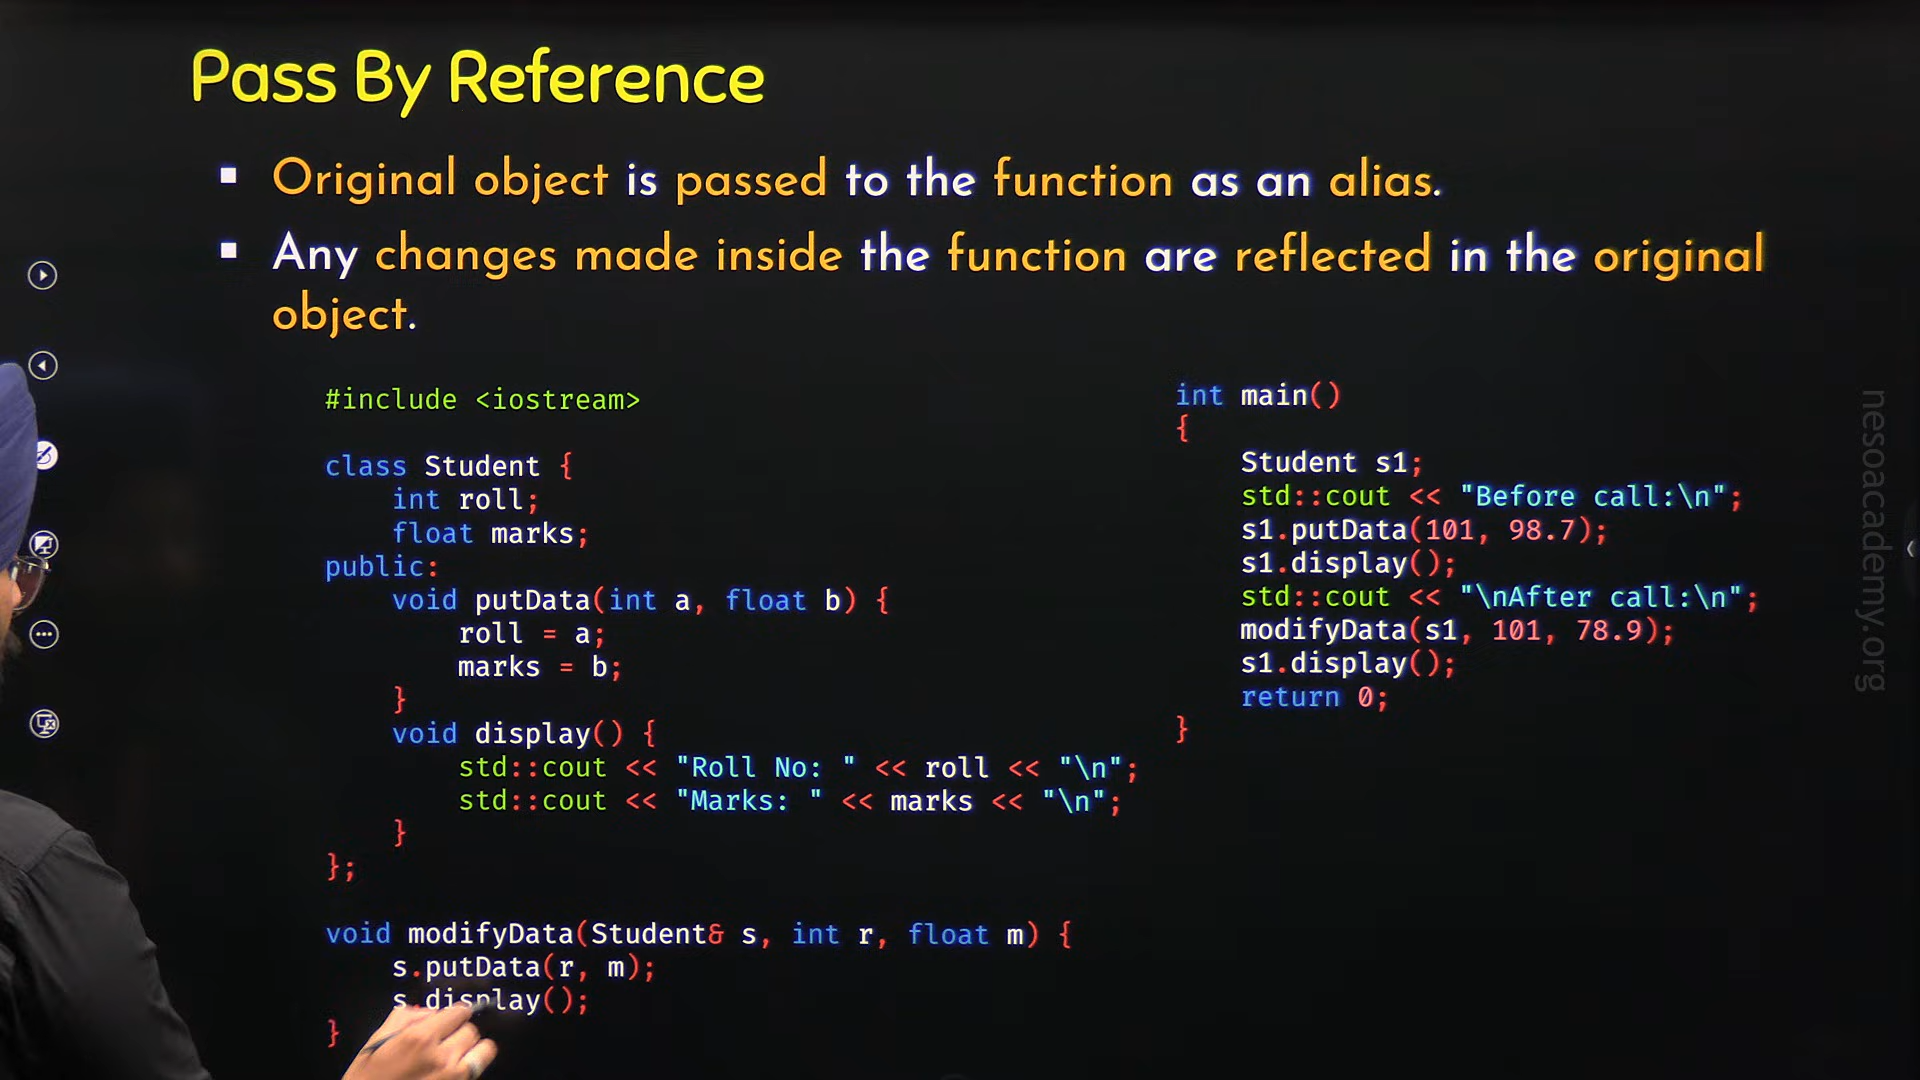 Pass By Reference
▪ Original object is passed to the function as an alias.
▪ Any changes made inside the function are reflected in the original
object.
#include <iostream>
class Student {
int roll;
float marks;
public:
void putData(int a, float b) {
roll = a;
marks = b;
}
void display() {
std::cout << "Roll No: " << roll << "\n";
std::cout << "Marks: " << marks << "\n";
}
};
void modifyData(Student& s, int r, float m) {
s.putData(r, m);
s.display();
}
int main()
{
Student s1;
std::cout << "Before call:\n";
s1.putData(101, 98.7);
s1.display();
std::cout << "\nAfter call:\n";
modifyData(s1, 101, 78.9);
s1.display();
return 0;
}
nesoacademy.org